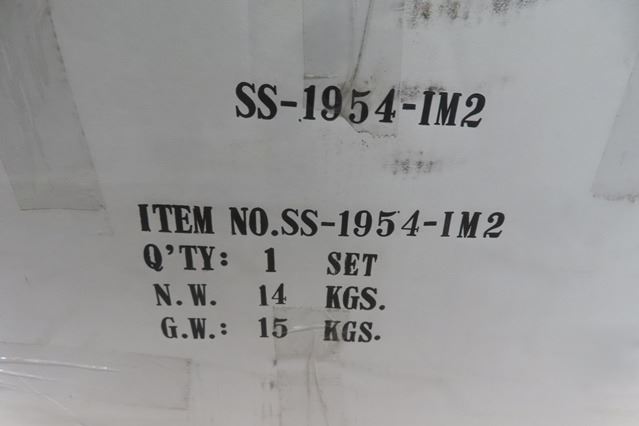 SS-1954-IM2
ITEM NO.SS-1954-IM2
Q'TY: 1 SET
N.W. 14 KGS.
G.W.: 15 KGS.